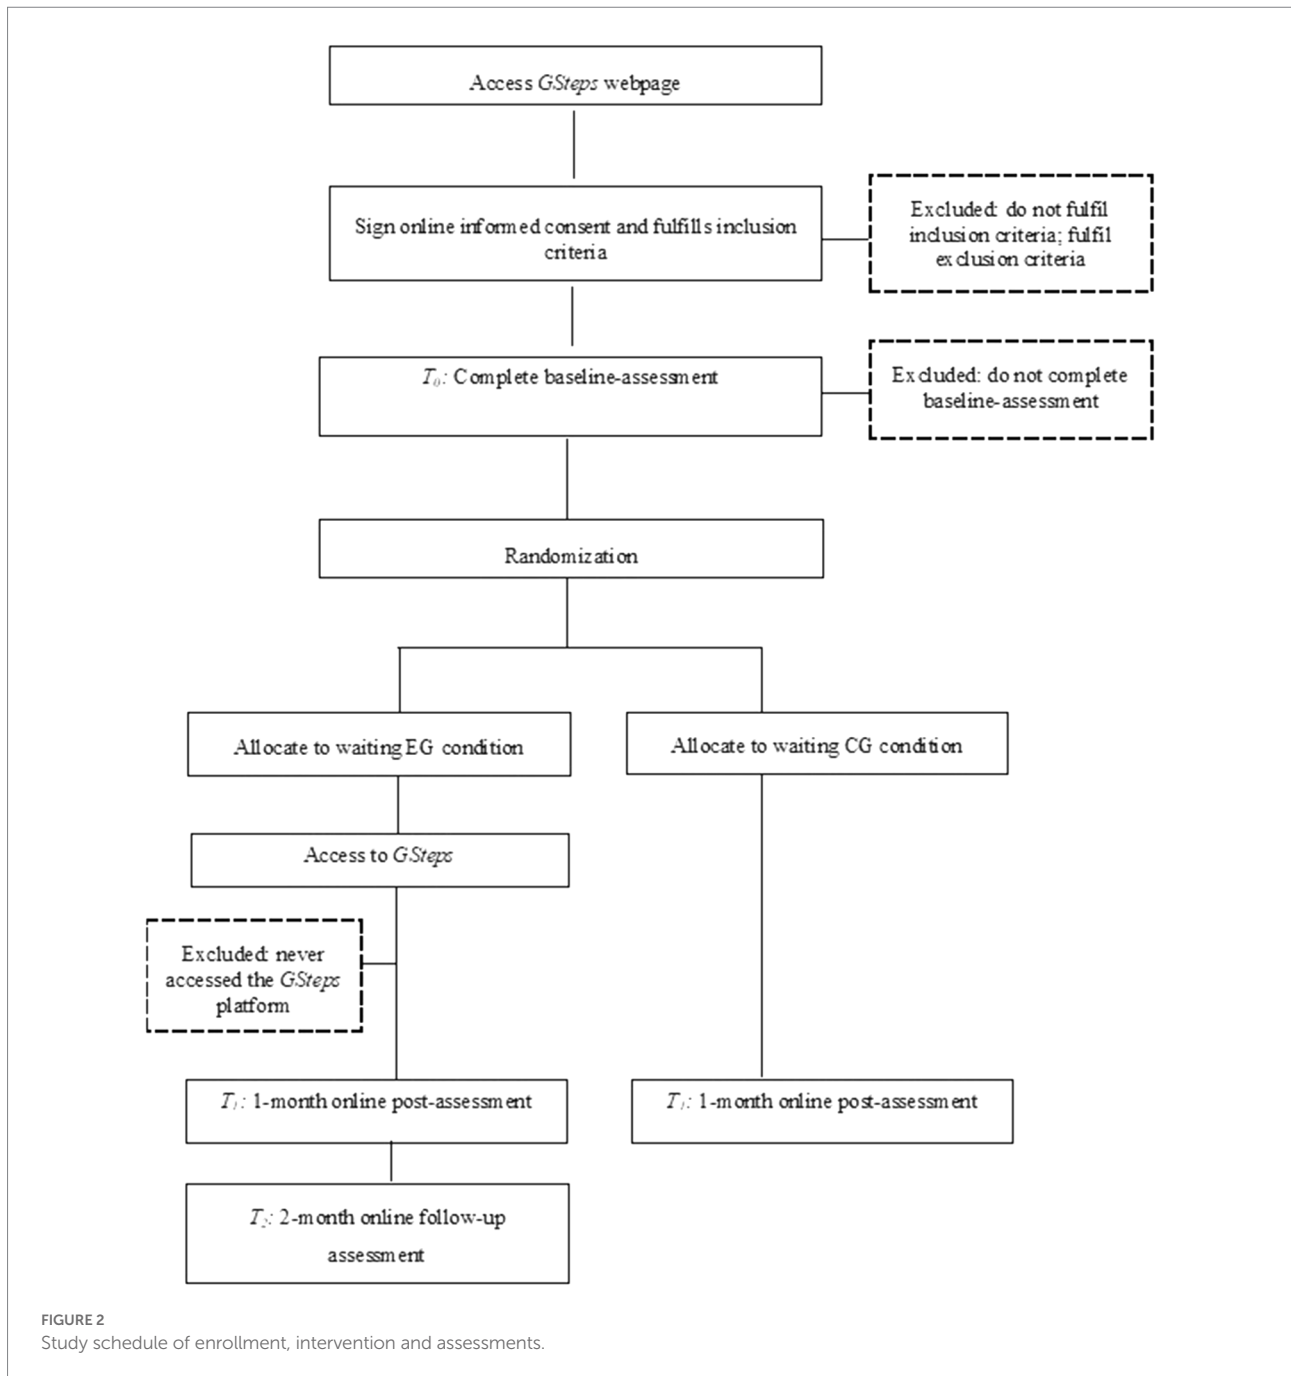 Access GSteps webpage
Sign online informed consent and fulfills inclusion
criteria
Excluded: do not fulfil
inclusion criteria; fulfil
exclusion criteria
T0: Complete baseline-assessment
Excluded: do not complete
baseline-assessment
Randomization
Allocate to waiting EG condition
Allocate to waiting CG condition
Access to GSteps
Excluded: never
accessed the GSteps
platform
T1: 1-month online post-assessment
T1: 1-month online post-assessment
T2: 2-month online follow-up
assessment
FIGURE 2
Study schedule of enrollment, intervention and assessments.